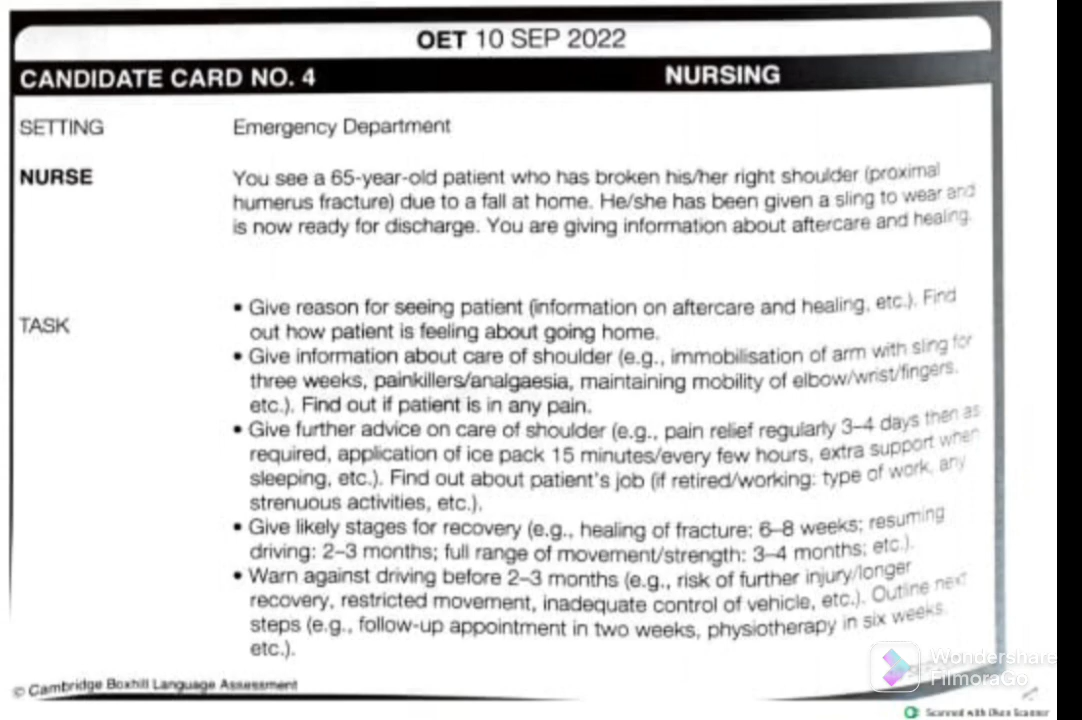 OET 10 SEP 2022
CANDIDATE CARD NO. 4 NURSING
SETTING Emergency Department
NURSE You see a 65-year-old patient who has broken his/her right shoulder (proximal
humerus fracture) due to a fall at home. He/she has been given a sling to wear and
is now ready for discharge. You are giving information about aftercare and healing.
TASK
• Give reason for seeing patient (information on aftercare and healing, etc.). Find
out how patient is feeling about going home.
• Give information about care of shoulder (e.g., immobilisation of arm with sling for
three weeks, painkillers/analgaesia, maintaining mobility of elbow/wrist/fingers.
etc.). Find out if patient is in any pain.
• Give further advice on care of shoulder (e.g., pain relief regularly 3–4 days then as
required, application of ice pack 15 minutes/every few hours, extra support when
sleeping, etc.). Find out about patient's job (if retired/working: type of work, any
strenuous activities, etc.).
• Give likely stages for recovery (e.g., healing of fracture: 6–8 weeks; resuming
driving: 2–3 months; full range of movement/strength: 3–4 months; etc.).
• Warn against driving before 2–3 months (e.g., risk of further injury/longer
recovery, restricted movement, inadequate control of vehicle, etc.). Outline next
steps (e.g., follow-up appointment in two weeks, physiotherapy in six weeks.
etc.).
© Cambridge Boxhill Language Assessment
Wondershare
FilmoraGo
Scanned with Oken Scanner